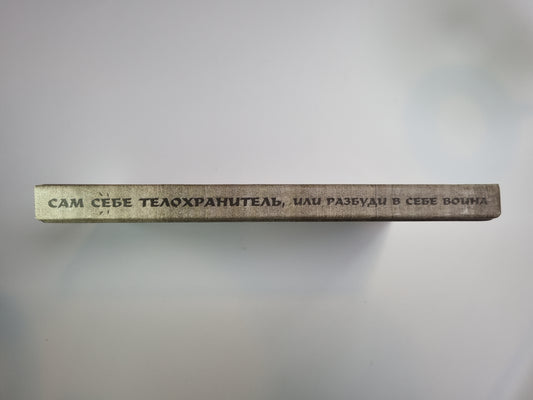 САМ СЕБЕ ТЕЛОХРАНИТЕЛЬ, ИЛИ РАЗБУДИ В СЕБЕ ВОИНА